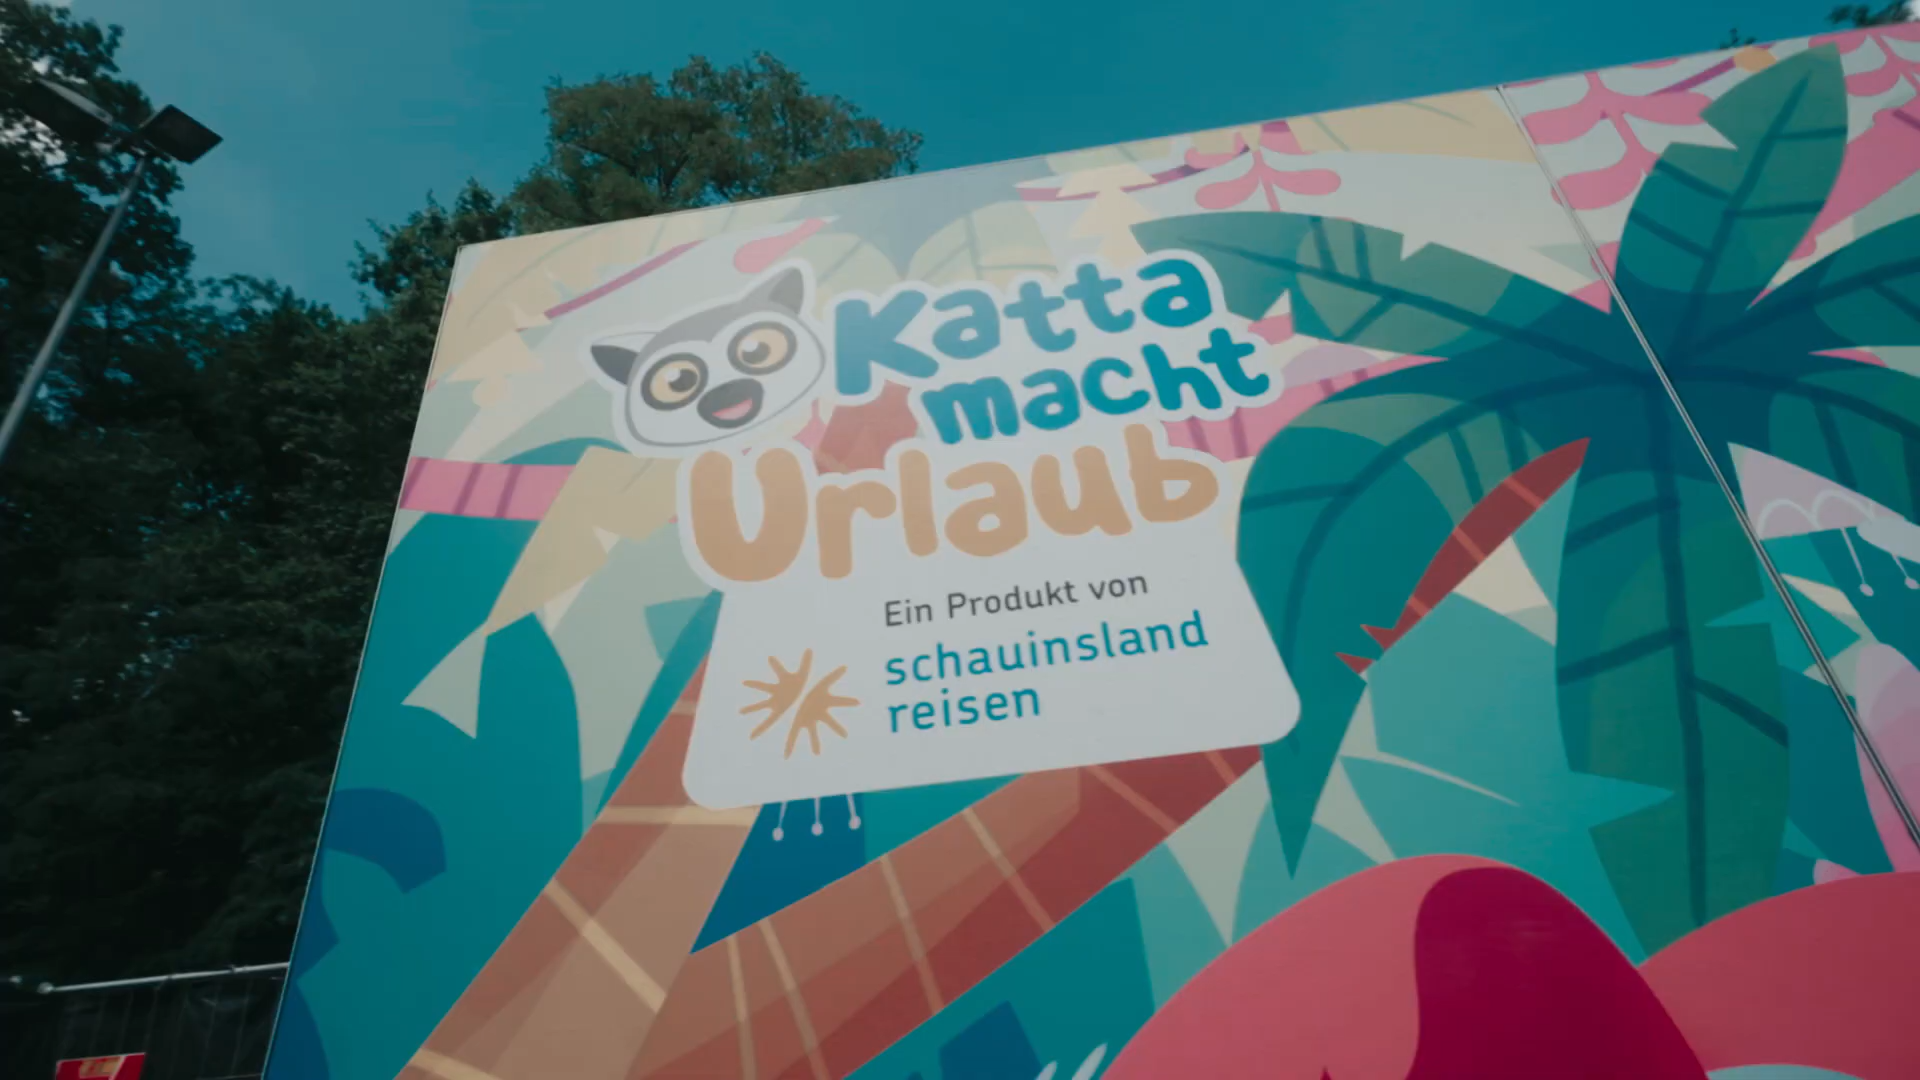 Katta
macht
Urlaub
Ein Produkt von
schauinsland
reisen